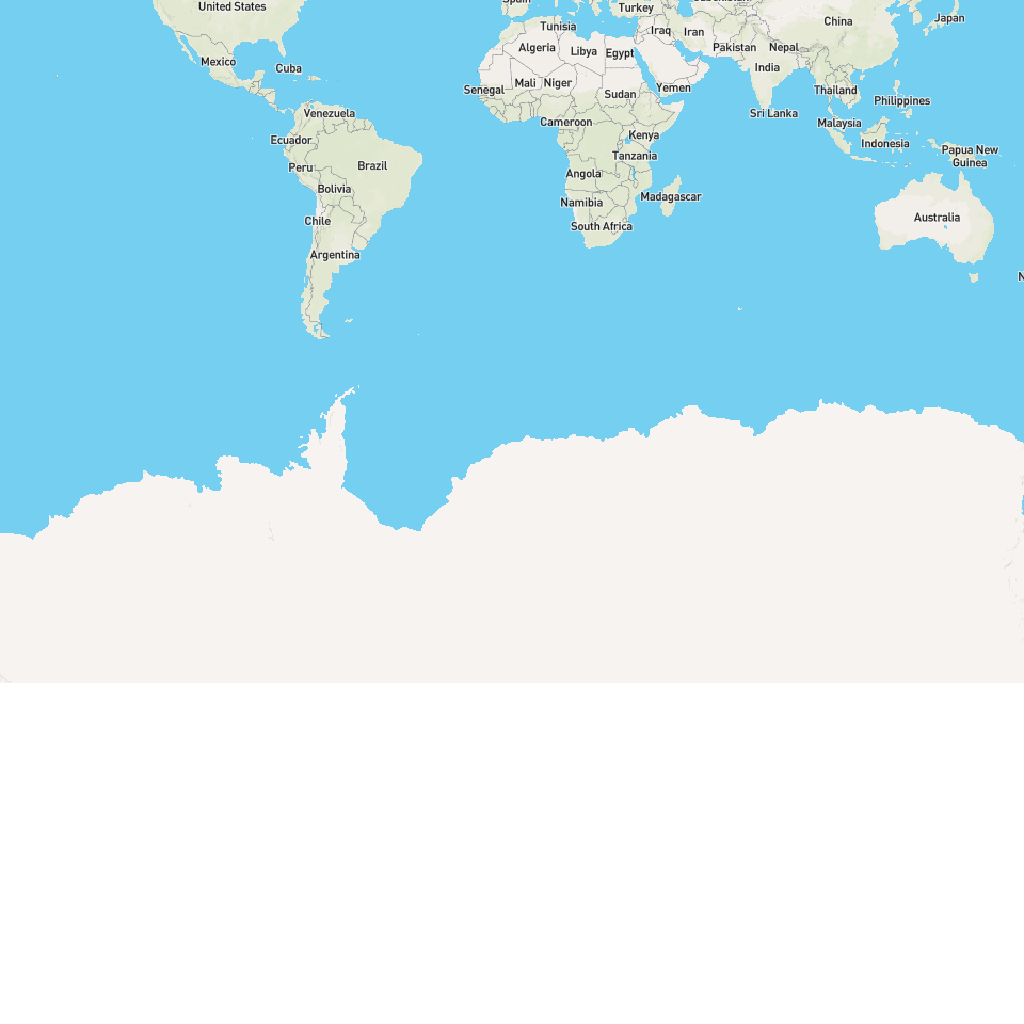 Spain
United States
Turkey
Japan
China
Tunisia
Iraq
Iran
Algeria
Libya
Egypt
Pakistan
Nepal
Mexico
Cuba
India
Senegal
Mali
Niger
Sudan
Yemen
Thailand
Philippines
Venezuela
Sri Lanka
Cameroon
Malaysia
Ecuador
Kenya
Indonesia
Papua New
Guinea
Tanzania
Peru
Brazil
Angola
Bolivia
Namibia
Madagascar
Chile
South Africa
Australia
Argentina